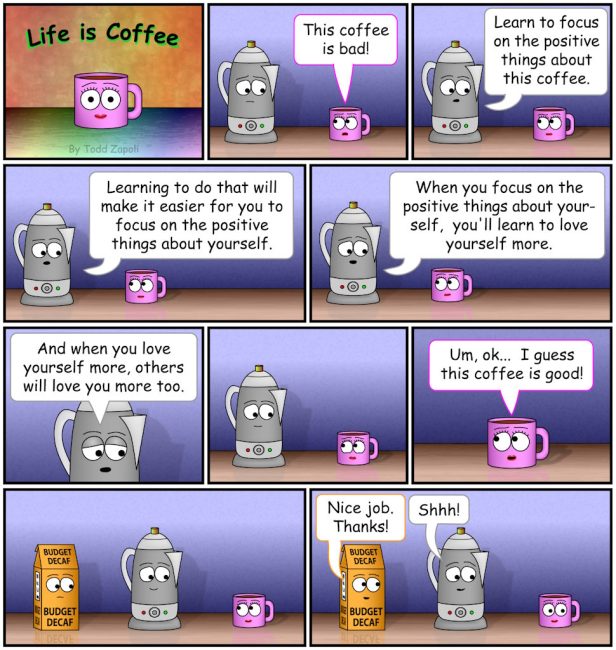 Life is Coffee
By Todd Zapoli
This coffee
is bad!
Learn to focus
on the positive
things about
this coffee.
Learning to do that will
make it easier for you to
focus on the positive
things about yourself.
When you focus on the
positive things about your-
self, you'll learn to love
yourself more.
And when you love
yourself more, others
will love you more too.
Um, ok... I guess
this coffee is good!
BUDGET
DECAF
BUDGET
DECAF
Nice job.
Thanks!
Shhh!
BUDGET
DECAF
BUDGET
DECAF